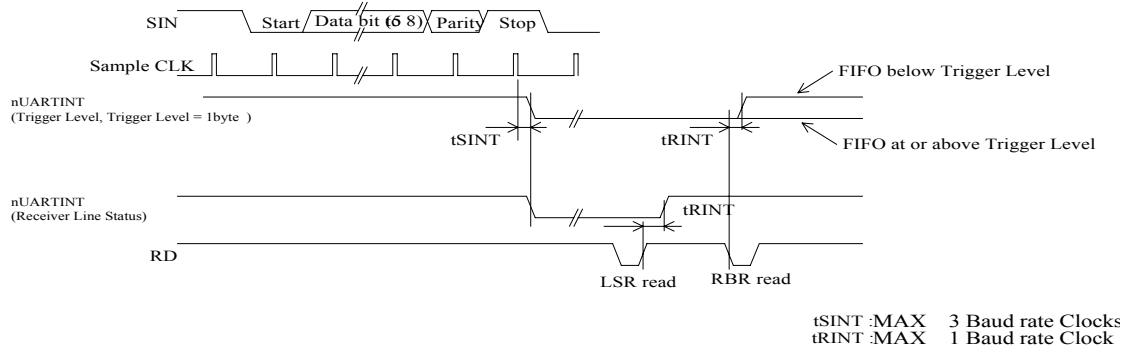 SIN
Start
Data bit (5 8)
Parity
Stop
Sample CLK
FIFO below Trigger Level
nUARTINT
(Trigger Level, Trigger Level = 1byte )
tSINT
tRINT
FIFO at or above Trigger Level
nUARTINT
(Receiver Line Status)
tRINT
RD
LSR read
RBR read
tSINT :MAX 3 Baud rate Clocks
tRINT :MAX 1 Baud rate Clock